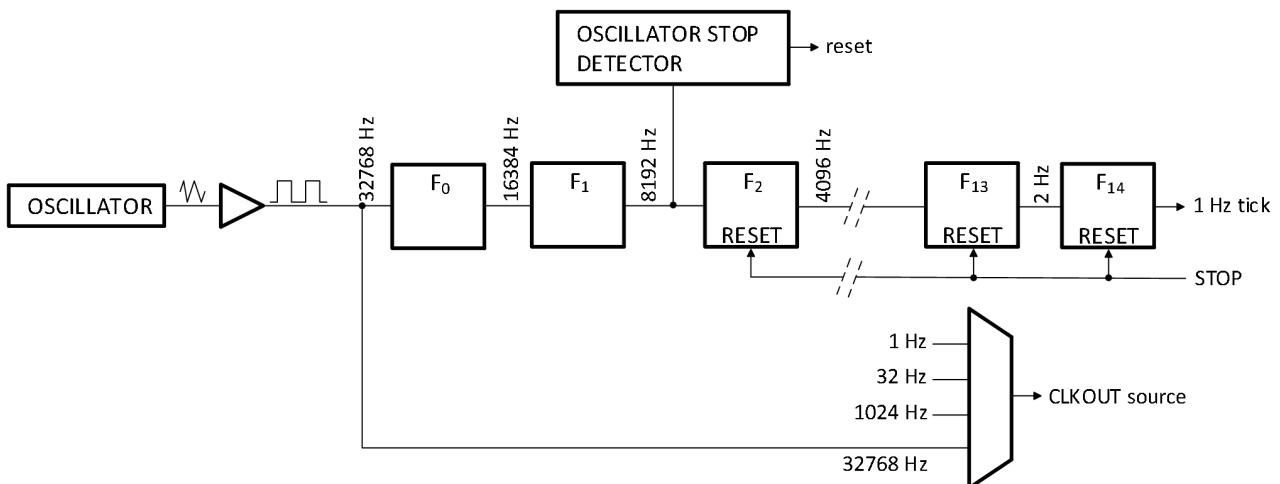 OSCILLATOR STOP
DETECTOR
reset
OSCILLATOR
32768 Hz
F0
16384 Hz
F1
8192 Hz
F2
RESET
4096 Hz
F13
RESET
2 Hz
F14
RESET
1 Hz tick
STOP
1 Hz
32 Hz
1024 Hz
32768 Hz
CLKOUT source